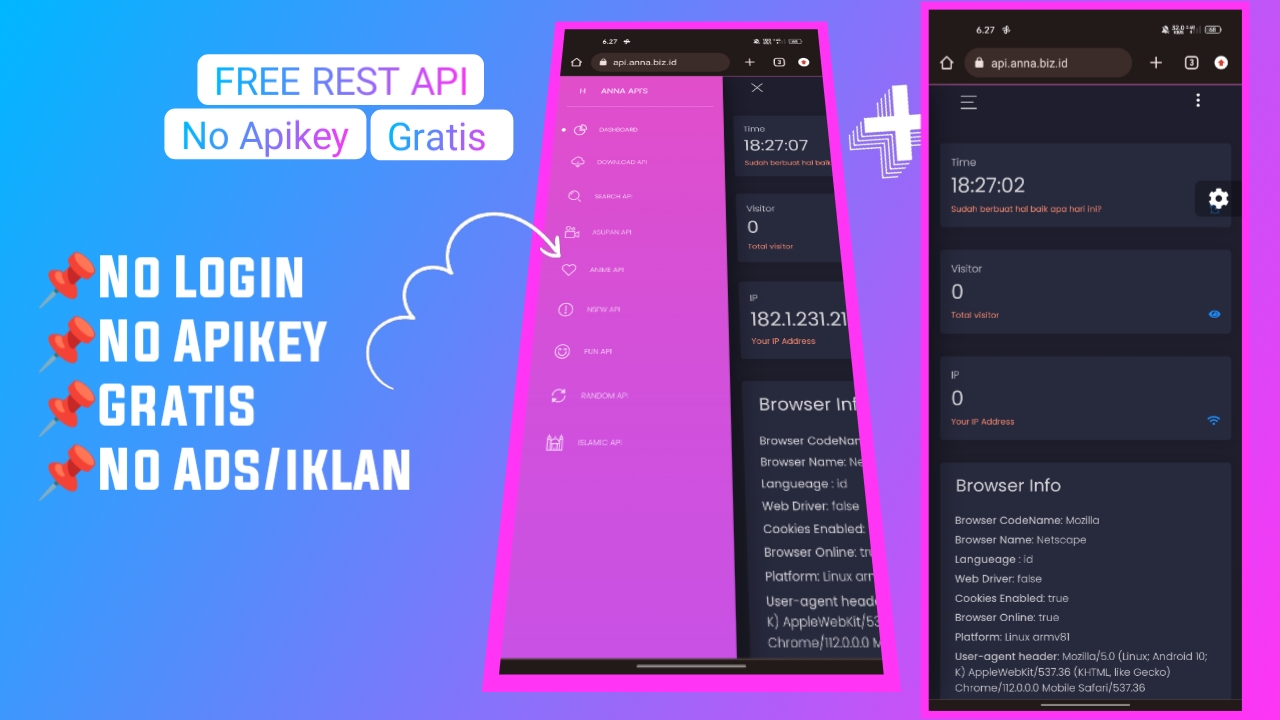 FREE REST API
No Apikey
Gratis
No Login
No Apikey
Gratis
No Ads/iklan
6.27
api.anna.biz.id
3
H ANNA API'S
DASHBOARD
DOWNLOAD API
SEARCH API
ASUPAN API
ANIME API
NSFW API
FUN API
RANDOM API
ISLAMIC API
Time
18:27:07
Sudah berbuat hal baik
Visitor
0
Total visitor
IP
182.1.231.21
Your IP Address
Browser Inf
Browser CodeNam
Browser Name: Ne
Langueage : id
Web Driver: false
Cookies Enabled:
Browser Online: tru
Platform: Linux arm
User-agent heade
K) AppleWebKit/53
Chrome/112.0.0.0 M
6.27
api.anna.biz.id
3
Time
18:27:02
Sudah berbuat hal baik apa hari ini?
Visitor
0
Total visitor
IP
0
Your IP Address
Browser Info
Browser CodeName: Mozilla
Browser Name: Netscape
Langueage : id
Web Driver: false
Cookies Enabled: true
Browser Online: true
Platform: Linux armv81
User-agent header: Mozilla/5.0 (Linux; Android 10;
K) AppleWebKit/537.36 (KHTML, like Gecko)
Chrome/112.0.0.0 Mobile Safari/537.36